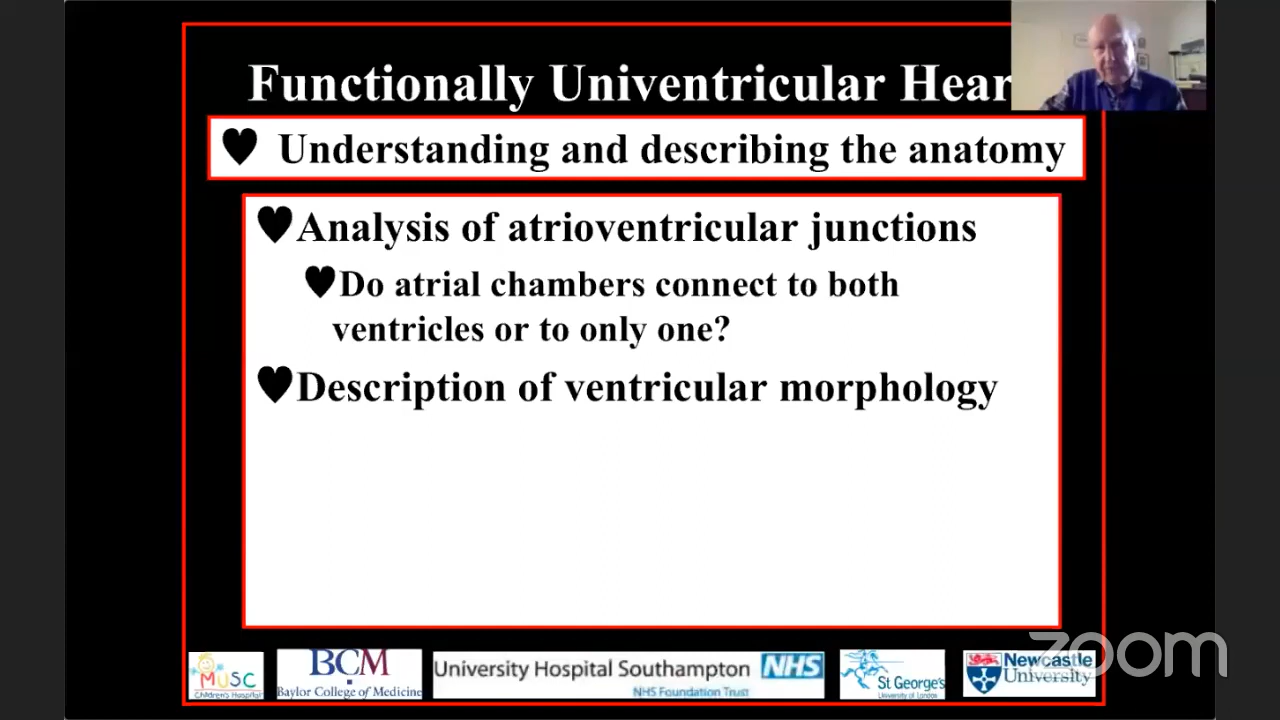 Functionally Univentricular Hear
♥ Understanding and describing the anatomy
♥Analysis of atrioventricular junctions
♥Do atrial chambers connect to both
ventricles or to only one?
♥Description of ventricular morphology
MUSC
Children's Hospital
BCM
Baylor College of Medicine
University Hospital Southampton NHS
NHS Foundation Trust
St George's
University of London
Newcastle
University
zoom